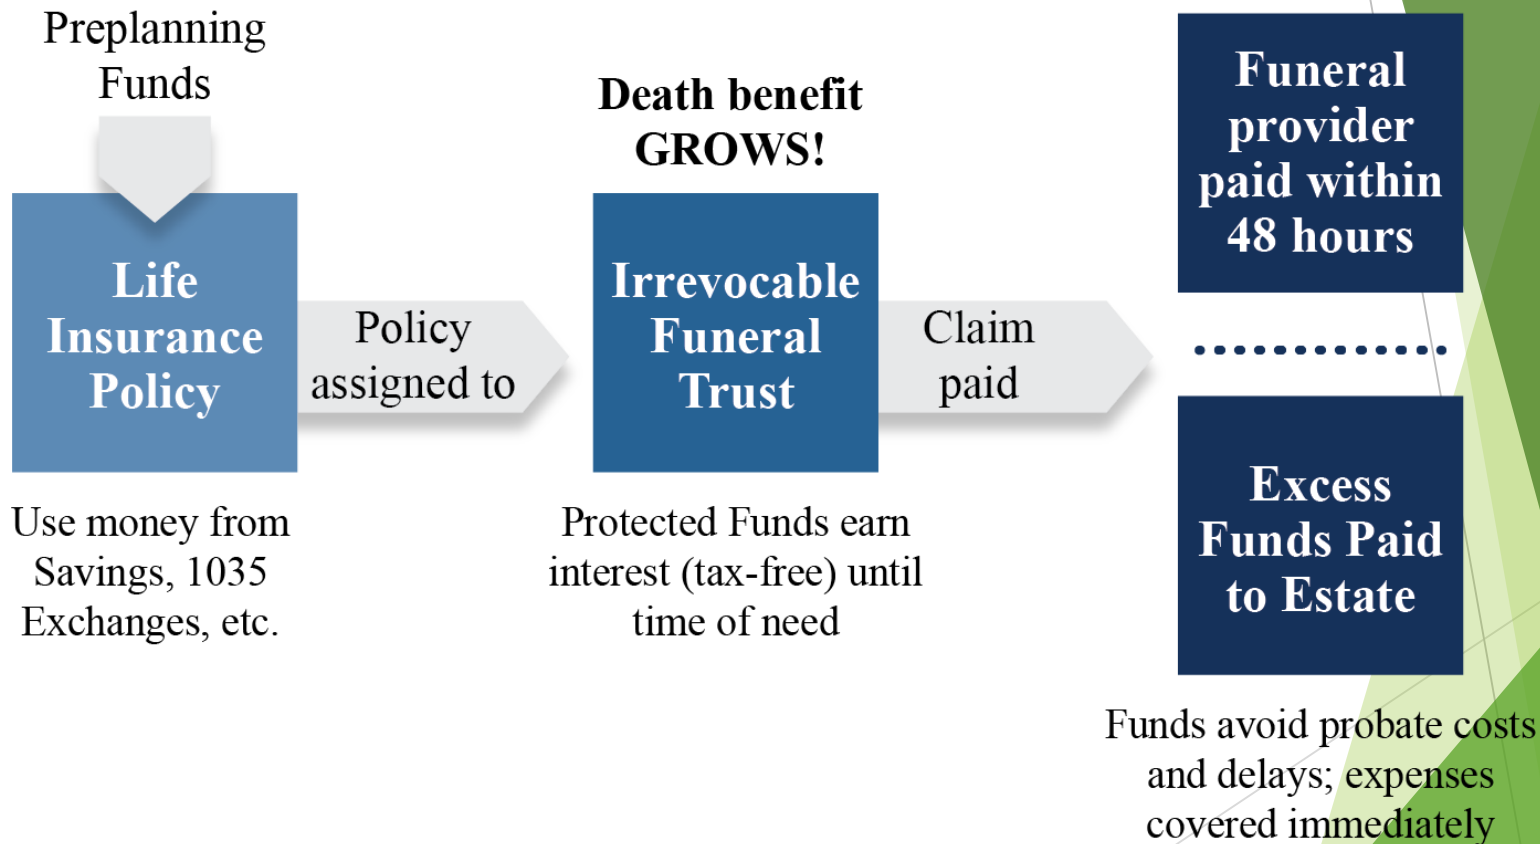 Preplanning
Funds
Life
Insurance
Policy
Use money from
Savings, 1035
Exchanges, etc.
Policy
assigned to
Death benefit
GROWS!
Irrevocable
Funeral
Trust
Protected Funds earn
interest (tax-free) until
time of need
Claim
paid
Funeral
provider
paid within
48 hours
Excess
Funds Paid
to Estate
Funds avoid probate costs
and delays; expenses
covered immediately